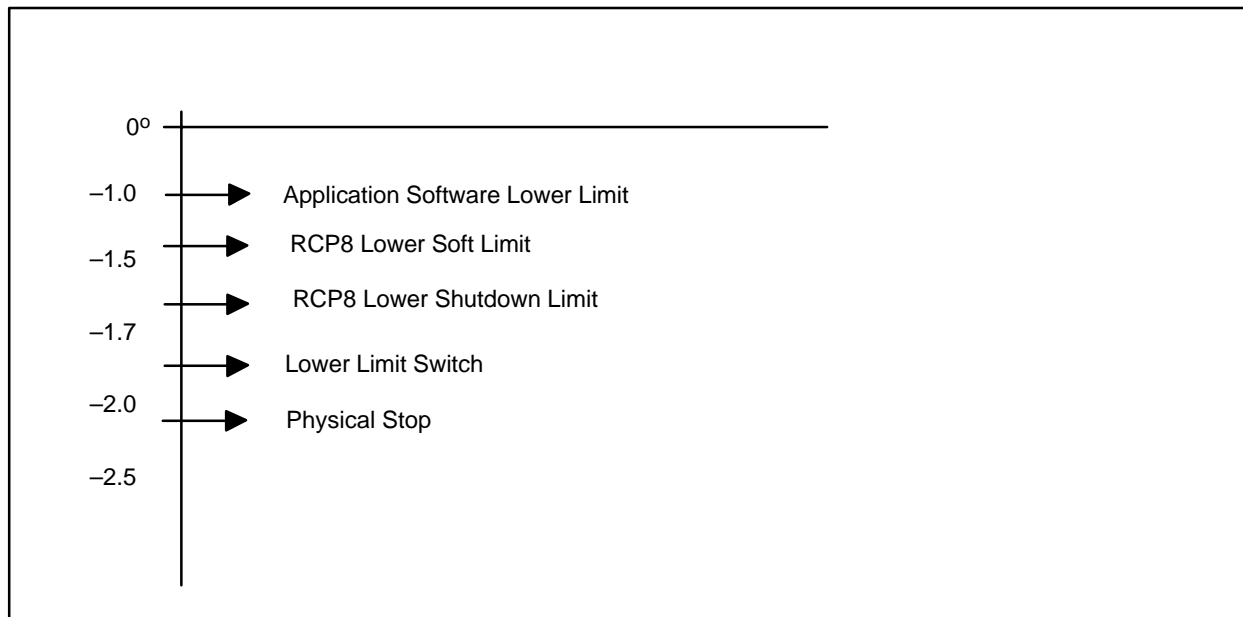 0º
–1.0
Application Software Lower Limit
RCP8 Lower Soft Limit
–1.5
RCP8 Lower Shutdown Limit
–1.7
Lower Limit Switch
–2.0
Physical Stop
–2.5